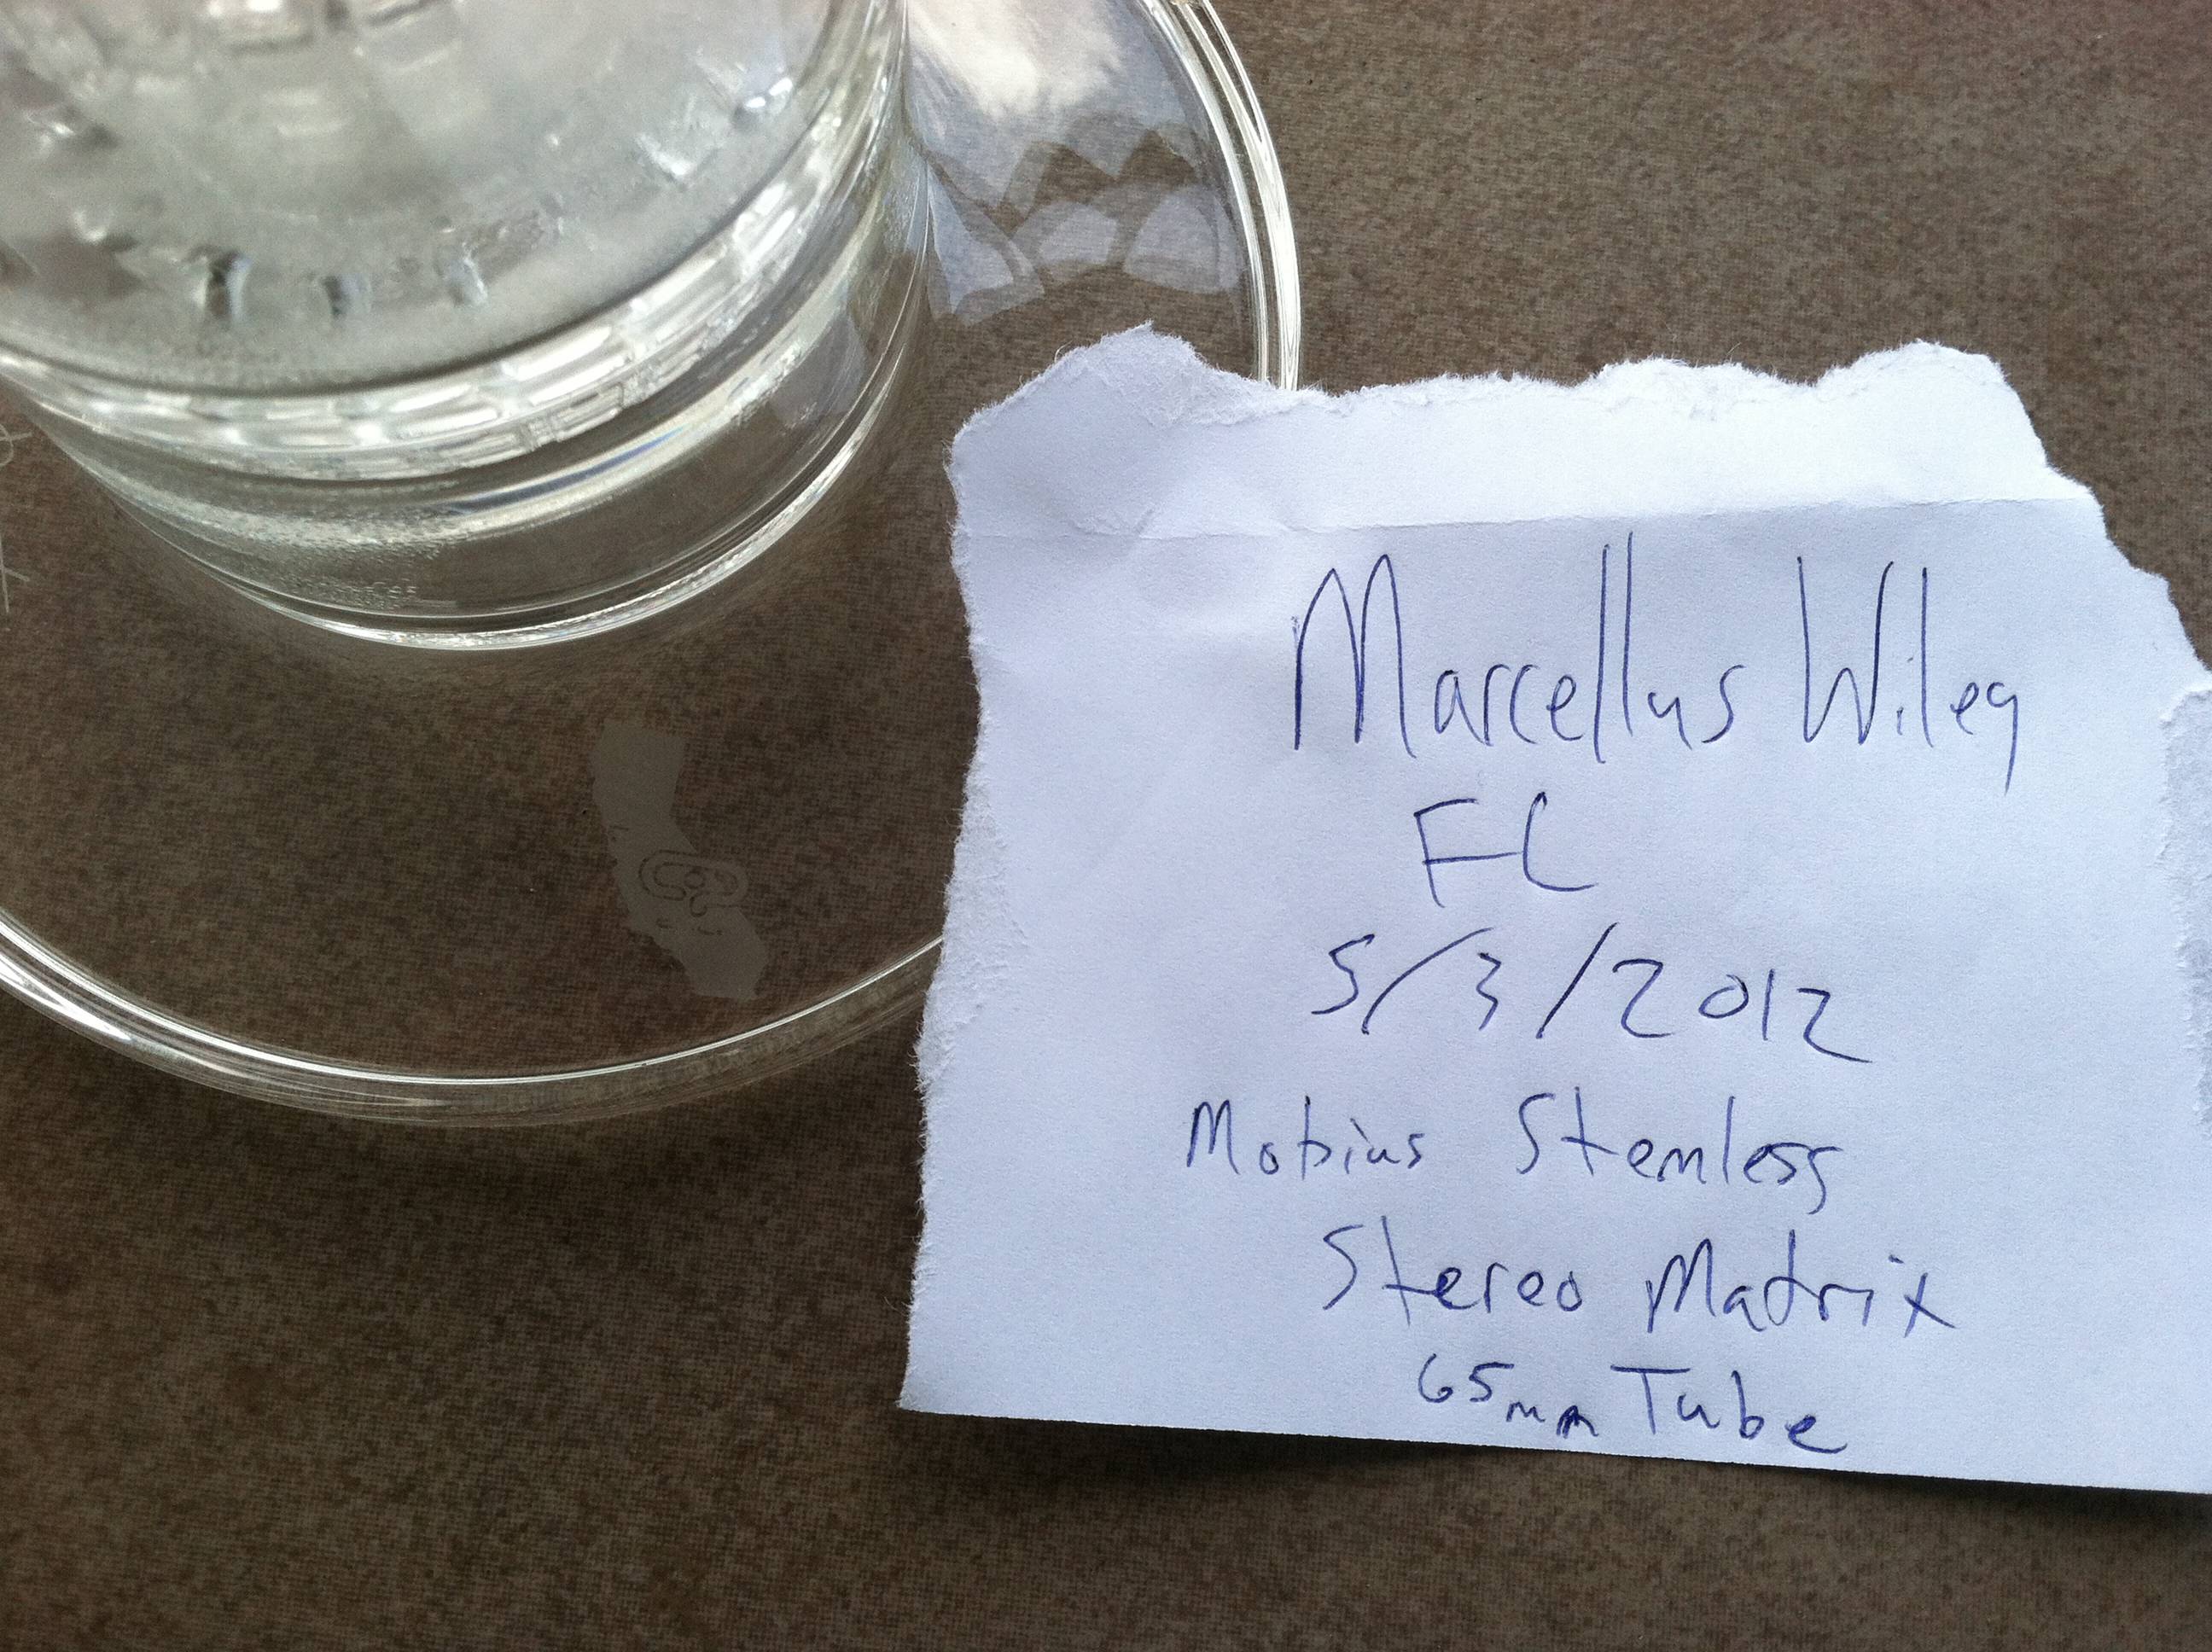 Marcellus Wiley
FC
5/3/2012
Mobius Stemless
Stereo Matrix
65mm Tube